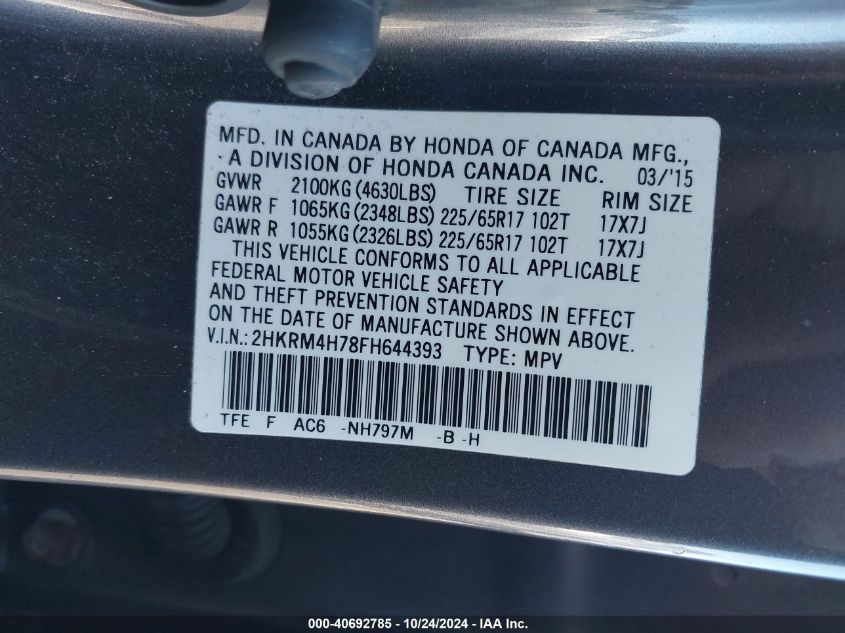 MFD. IN CANADA BY HONDA OF CANADA MFG.,
A DIVISION OF HONDA CANADA INC. 03/'15
GVWR 2100KG (4630LBS) TIRE SIZE RIM SIZE
GAWR F 1065KG (2348LBS) 225/65R17 102T 17X7J
GAWR R 1055KG (2326LBS) 225/65R17 102T 17X7J
THIS VEHICLE CONFORMS TO ALL APPLICABLE
FEDERAL MOTOR VEHICLE SAFETY
AND THEFT PREVENTION STANDARDS IN EFFECT
ON THE DATE OF MANUFACTURE SHOWN ABOVE.
V.I.N.: 2HKRM4H78FH644393 TYPE: MPV
TFE F AC6 -NH797M -B -H
000-40692785 - 10/24/2024 - IAA Inc.